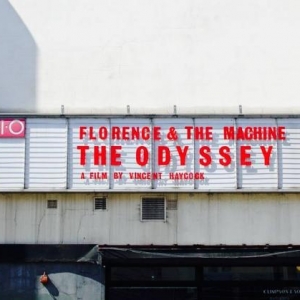 FLORENCE & THE MACHINE
THE ODYSSEY
A FILM BY VINCENT HAYCOCK